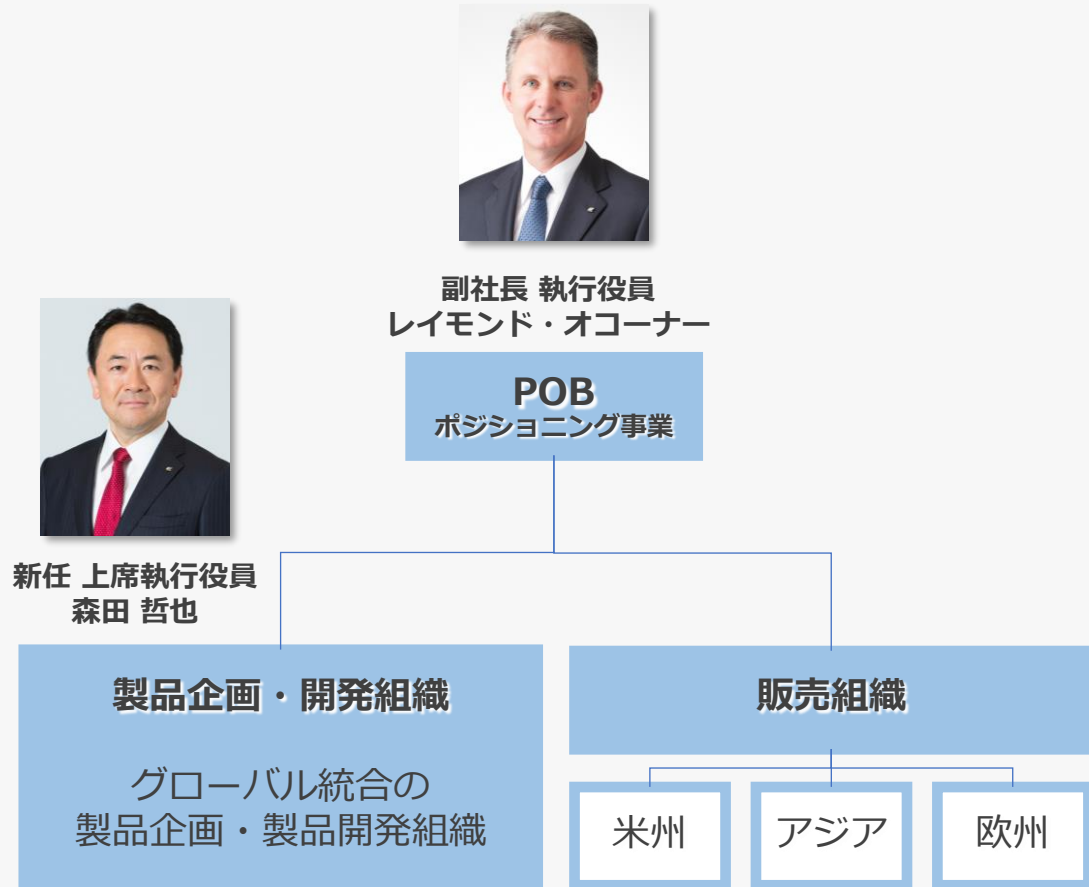 副社長 執行役員
レイモンド・オコーナー
POB
ポジショニング事業
新任 上席執行役員
森田 哲也
製品企画・開発組織
グローバル統合の
製品企画・製品開発組織
販売組織
米州
アジア
欧州